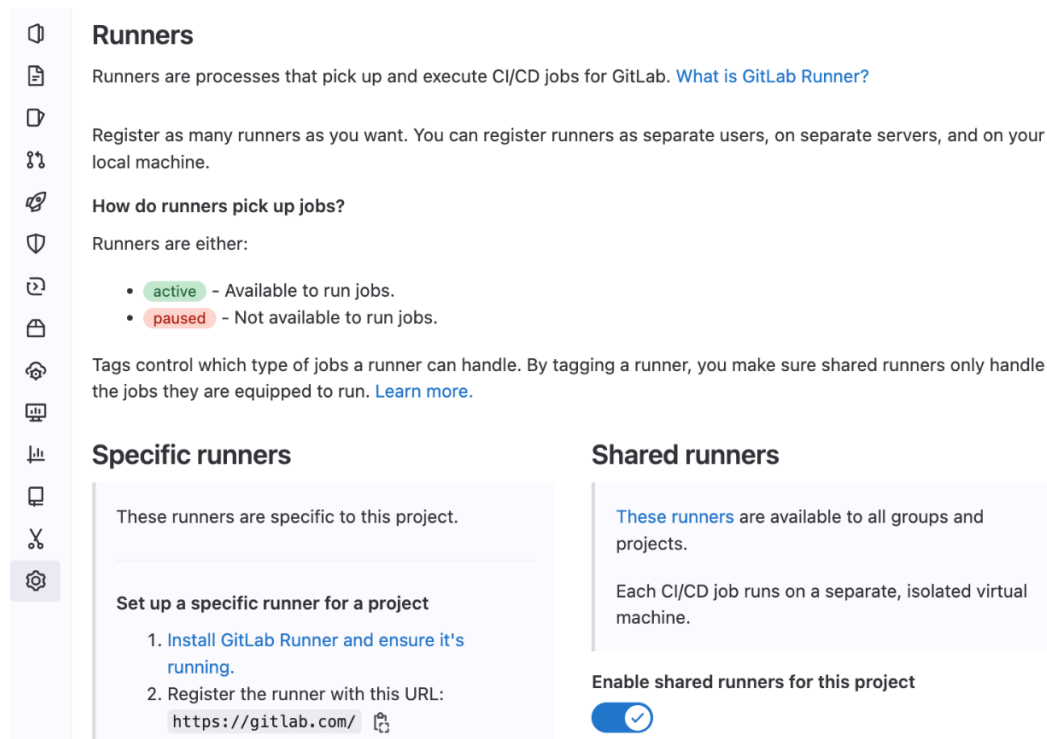 Runners
Runners are processes that pick up and execute CI/CD jobs for GitLab. What is GitLab Runner?
Register as many runners as you want. You can register runners as separate users, on separate servers, and on your
local machine.
How do runners pick up jobs?
Runners are either:
• active - Available to run jobs.
• paused - Not available to run jobs.
Tags control which type of jobs a runner can handle. By tagging a runner, you make sure shared runners only handle
the jobs they are equipped to run. Learn more.
Specific runners
These runners are specific to this project.
Set up a specific runner for a project
1. Install GitLab Runner and ensure it's
running.
2. Register the runner with this URL:
https://gitlab.com/
Shared runners
These runners are available to all groups and
projects.
Each CI/CD job runs on a separate, isolated virtual
machine.
Enable shared runners for this project